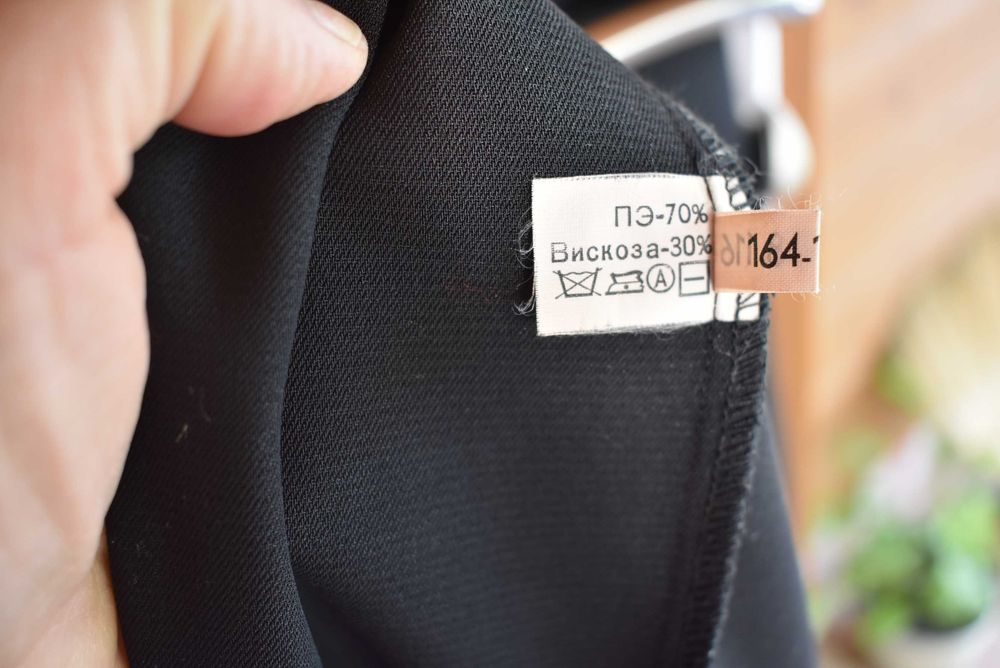 ПЭ-70%
Вискоза-30%
A
164-